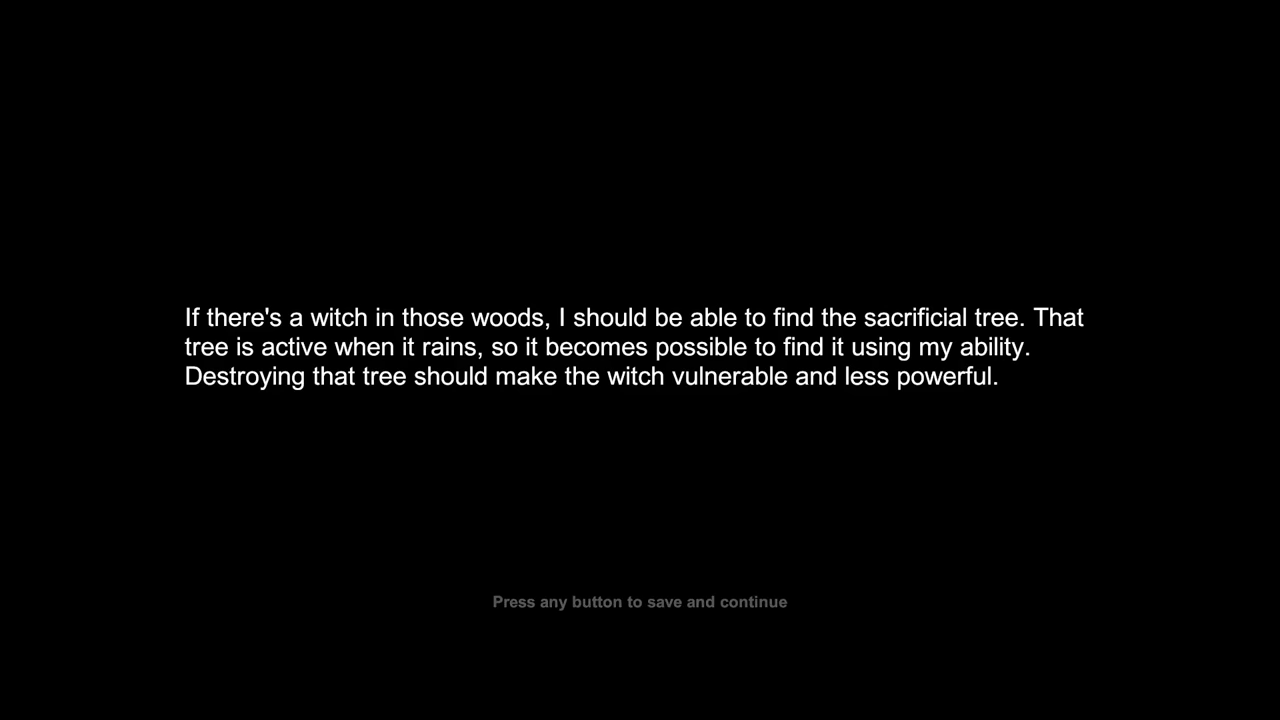 If there's a witch in those woods, I should be able to find the sacrificial tree. That
tree is active when it rains, so it becomes possible to find it using my ability.
Destroying that tree should make the witch vulnerable and less powerful.
Press any button to save and continue